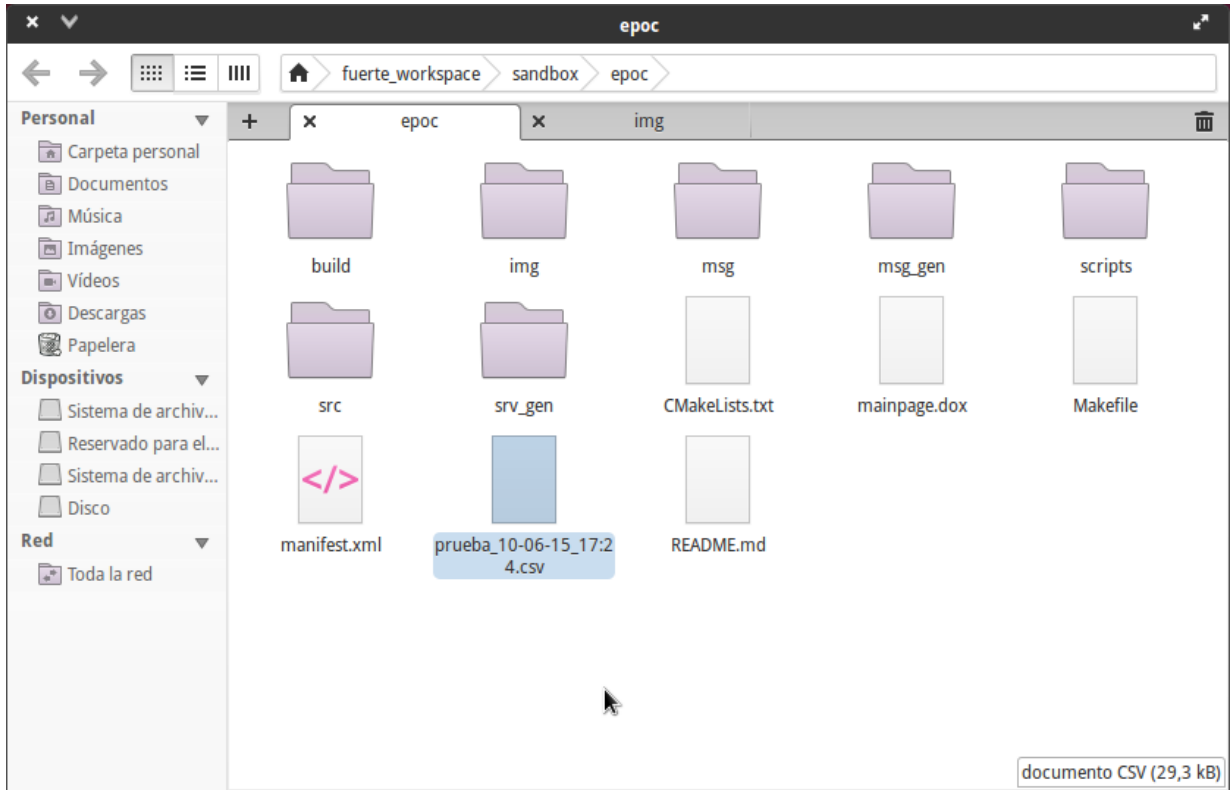 epoc
fuerte_workspace sandbox epoc
Personal
Carpeta personal
Documentos
Música
Imágenes
Vídeos
Descargas
Papelera
Dispositivos
Sistema de archiv...
Reservado para el...
Sistema de archiv...
Disco
Red
Toda la red
epoc img
build img msg msg_gen scripts
src srv_gen CMakeLists.txt mainpage.dox Makefile
manifest.xml prueba_10-06-15_17:2 README.md
4.csv
documento CSV (29,3 kB)